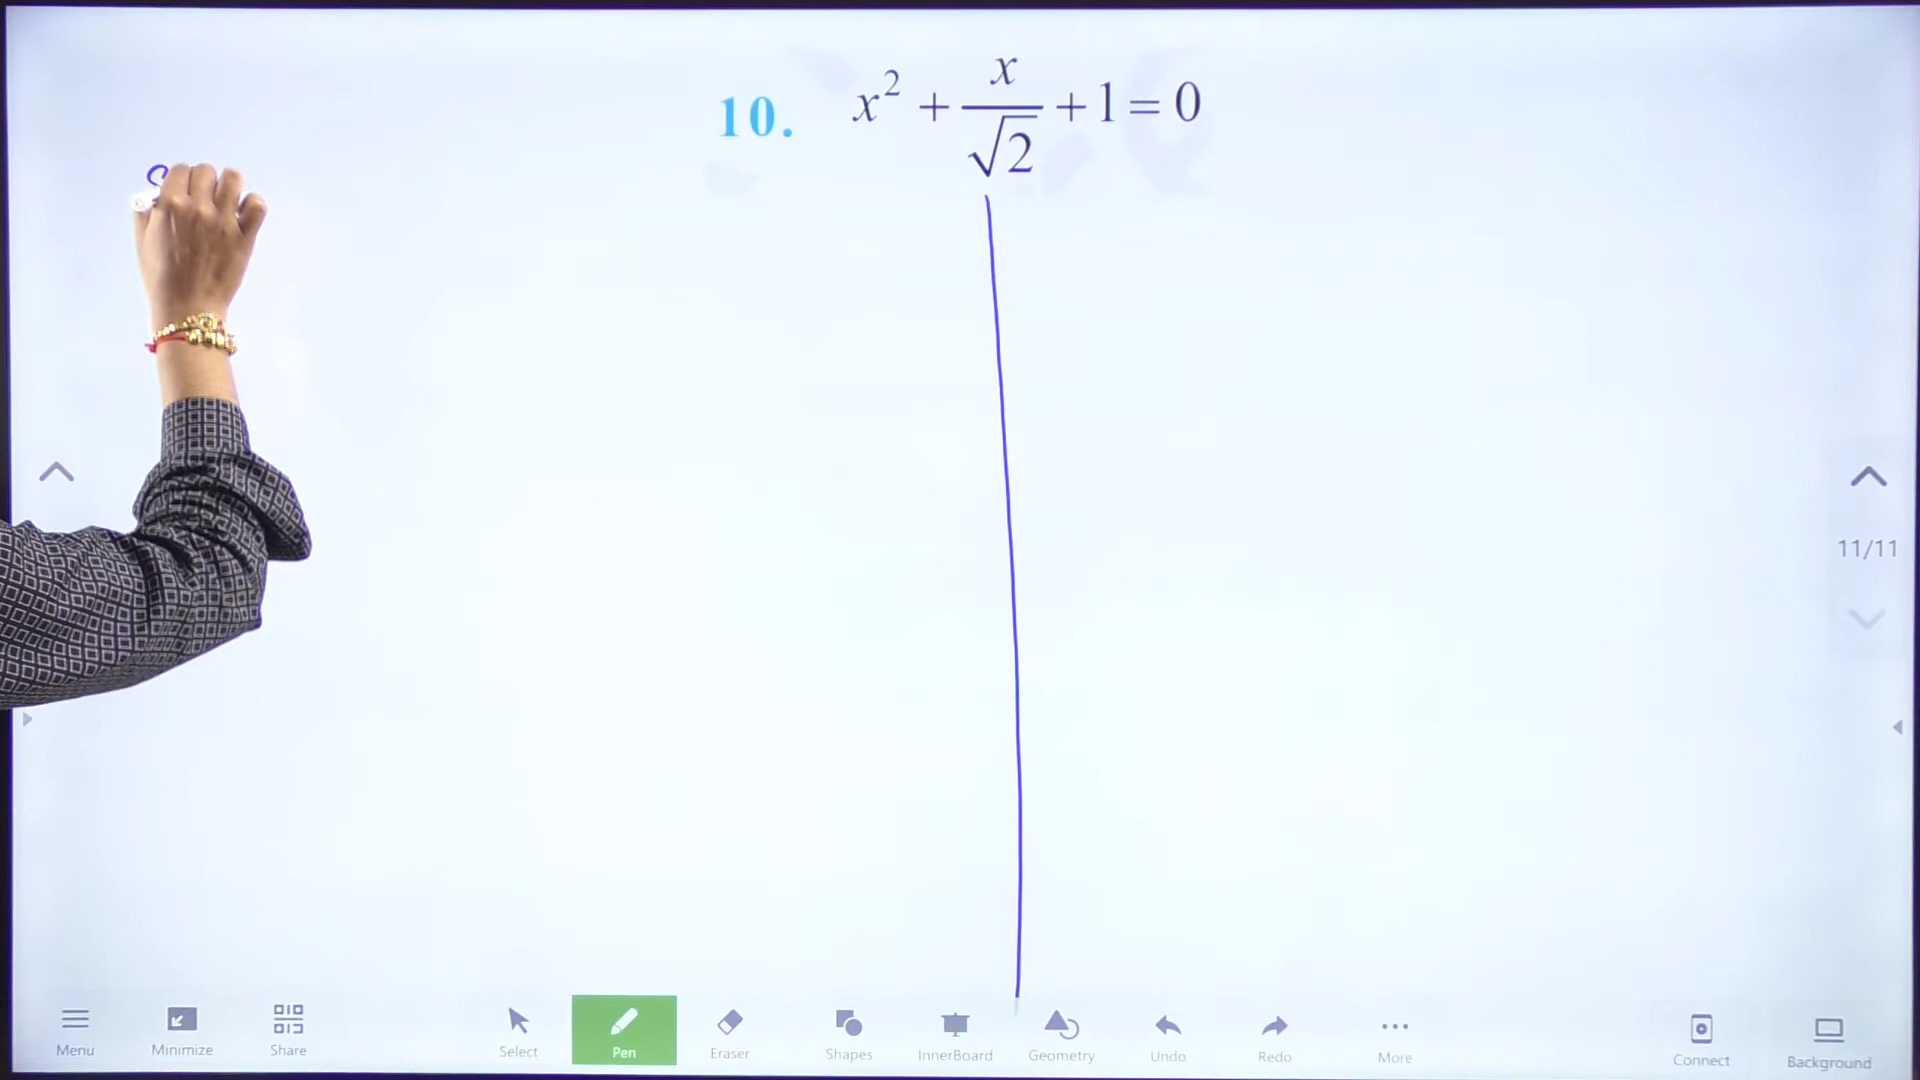 10. x² + x/√2 + 1 = 0
11/11
Menu Minimize Share Select Pen Eraser Shapes InnerBoard Geometry Undo Redo More Connect Background